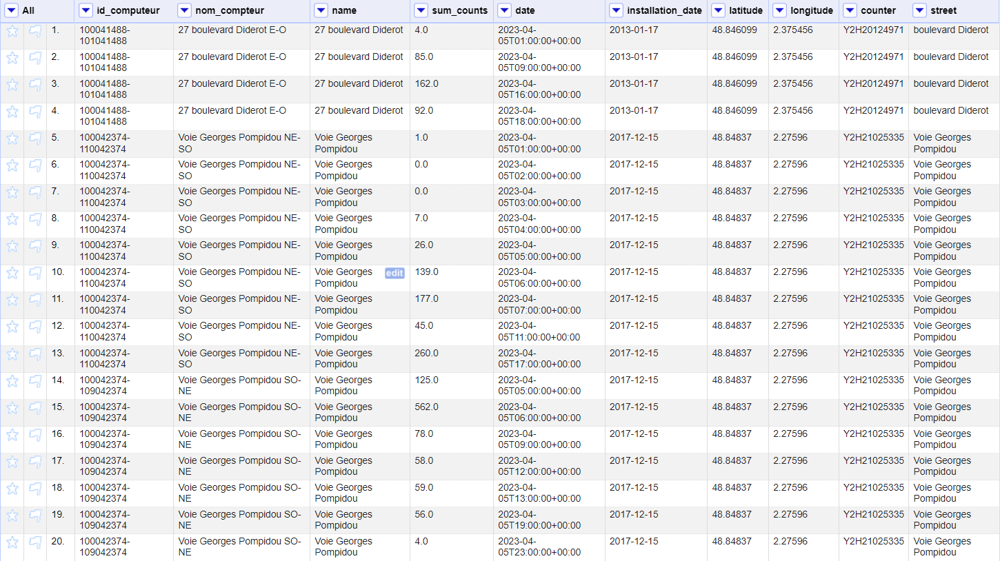 All id_computeur nom_compteur name sum_counts date installation_date latitude longitude counter street
1. 100041488- 27 boulevard Diderot E-O 27 boulevard Diderot 4.0 2023-04- 2013-01-17 48.846099 2.375456 Y2H20124971 boulevard Diderot
101041488 05T01:00:00+00:00
2. 100041488- 27 boulevard Diderot E-O 27 boulevard Diderot 85.0 2023-04- 2013-01-17 48.846099 2.375456 Y2H20124971 boulevard Diderot
101041488 05T09:00:00+00:00
3. 100041488- 27 boulevard Diderot E-O 27 boulevard Diderot 162.0 2023-04- 2013-01-17 48.846099 2.375456 Y2H20124971 boulevard Diderot
101041488 05T16:00:00+00:00
4. 100041488- 27 boulevard Diderot E-O 27 boulevard Diderot 92.0 2023-04- 2013-01-17 48.846099 2.375456 Y2H20124971 boulevard Diderot
101041488 05T18:00:00+00:00
5. 100042374- Voie Georges Pompidou NE- Voie Georges 1.0 2023-04- 2017-12-15 48.84837 2.27596 Y2H21025335 Voie Georges
110042374 SO Pompidou 05T01:00:00+00:00 Pompidou
6. 100042374- Voie Georges Pompidou NE- Voie Georges 0.0 2023-04- 2017-12-15 48.84837 2.27596 Y2H21025335 Voie Georges
110042374 SO Pompidou 05T02:00:00+00:00 Pompidou
7. 100042374- Voie Georges Pompidou NE- Voie Georges 0.0 2023-04- 2017-12-15 48.84837 2.27596 Y2H21025335 Voie Georges
110042374 SO Pompidou 05T03:00:00+00:00 Pompidou
8. 100042374- Voie Georges Pompidou NE- Voie Georges 7.0 2023-04- 2017-12-15 48.84837 2.27596 Y2H21025335 Voie Georges
110042374 SO Pompidou 05T04:00:00+00:00 Pompidou
9. 100042374- Voie Georges Pompidou NE- Voie Georges 26.0 2023-04- 2017-12-15 48.84837 2.27596 Y2H21025335 Voie Georges
110042374 SO Pompidou 05T05:00:00+00:00 Pompidou
10. 100042374- Voie Georges Pompidou NE- Voie Georges edit 139.0 2023-04- 2017-12-15 48.84837 2.27596 Y2H21025335 Voie Georges
110042374 SO Pompidou 05T06:00:00+00:00 Pompidou
11. 100042374- Voie Georges Pompidou NE- Voie Georges 177.0 2023-04- 2017-12-15 48.84837 2.27596 Y2H21025335 Voie Georges
110042374 SO Pompidou 05T07:00:00+00:00 Pompidou
12. 100042374- Voie Georges Pompidou NE- Voie Georges 45.0 2023-04- 2017-12-15 48.84837 2.27596 Y2H21025335 Voie Georges
110042374 SO Pompidou 05T11:00:00+00:00 Pompidou
13. 100042374- Voie Georges Pompidou NE- Voie Georges 260.0 2023-04- 2017-12-15 48.84837 2.27596 Y2H21025335 Voie Georges
110042374 SO Pompidou 05T17:00:00+00:00 Pompidou
14. 100042374- Voie Georges Pompidou SO- Voie Georges 125.0 2023-04- 2017-12-15 48.84837 2.27596 Y2H21025335 Voie Georges
109042374 NE Pompidou 05T05:00:00+00:00 Pompidou
15. 100042374- Voie Georges Pompidou SO- Voie Georges 562.0 2023-04- 2017-12-15 48.84837 2.27596 Y2H21025335 Voie Georges
109042374 NE Pompidou 05T06:00:00+00:00 Pompidou
16. 100042374- Voie Georges Pompidou SO- Voie Georges 78.0 2023-04- 2017-12-15 48.84837 2.27596 Y2H21025335 Voie Georges
109042374 NE Pompidou 05T09:00:00+00:00 Pompidou
17. 100042374- Voie Georges Pompidou SO- Voie Georges 58.0 2023-04- 2017-12-15 48.84837 2.27596 Y2H21025335 Voie Georges
109042374 NE Pompidou 05T12:00:00+00:00 Pompidou
18. 100042374- Voie Georges Pompidou SO- Voie Georges 59.0 2023-04- 2017-12-15 48.84837 2.27596 Y2H21025335 Voie Georges
109042374 NE Pompidou 05T13:00:00+00:00 Pompidou
19. 100042374- Voie Georges Pompidou SO- Voie Georges 56.0 2023-04- 2017-12-15 48.84837 2.27596 Y2H21025335 Voie Georges
109042374 NE Pompidou 05T19:00:00+00:00 Pompidou
20. 100042374- Voie Georges Pompidou SO- Voie Georges 4.0 2023-04- 2017-12-15 48.84837 2.27596 Y2H21025335 Voie Georges
109042374 NE Pompidou 05T23:00:00+00:00 Pompidou